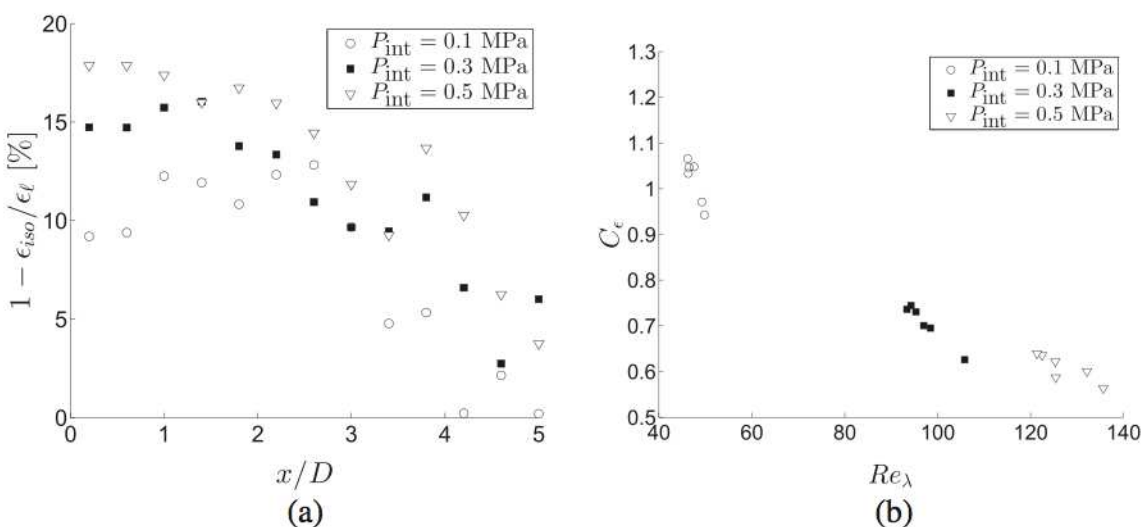 20
15
10
5
0
0 1 2 3 4 5
1 − ϵ_iso/ϵ_ℓ [%]
x/D
P_int = 0.1 MPa
P_int = 0.3 MPa
P_int = 0.5 MPa
(a)
1.3
1.2
1.1
1
0.9
0.8
0.7
0.6
0.5
40 60 80 100 120 140
C_ϵ
Re_λ
P_int = 0.1 MPa
P_int = 0.3 MPa
P_int = 0.5 MPa
(b)